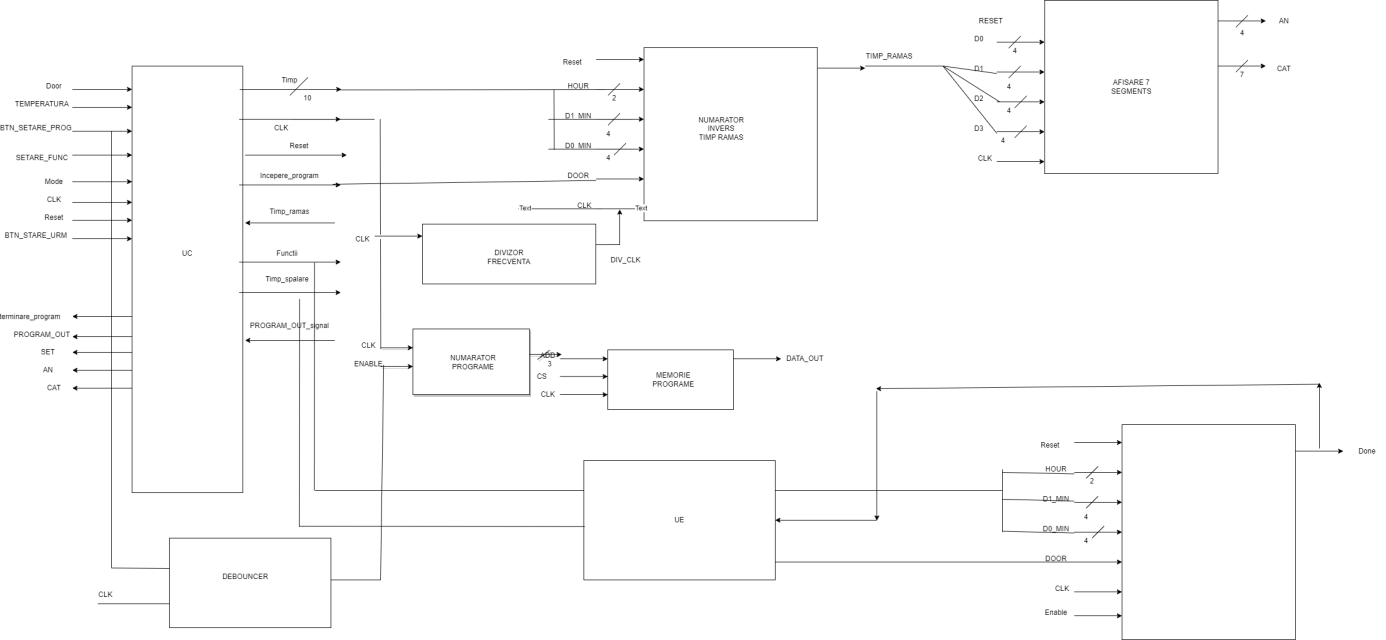 RESET
AN
D0
4
4
TIMP_RAMAS
D1
4
AFISARE 7
SEGMENTS
CAT
7
D2
4
D3
4
CLK
Reset
HOUR
2
D1_MIN
4
D0_MIN
4
DOOR
CLK
Text
Text
NUMARATOR
INVERS
TIMP RAMAS
Door
TEMPERATURA
BTN_SETARE_PROG
SETARE_FUNC
Mode
CLK
Reset
BTN_STARE_URM
UC
Timp
10
CLK
Reset
Incepere_program
Timp_ramas
Functii
Timp_spalare
PROGRAM_OUT_signal
terminare_program
PROGRAM_OUT
SET
AN
CAT
CLK
DIVIZOR
FRECVENTA
DIV_CLK
CLK
ENABLE
NUMARATOR
PROGRAME
ADD
3
CS
CLK
MEMORIE
PROGRAME
DATA_OUT
UE
Reset
HOUR
2
D1_MIN
4
D0_MIN
4
DOOR
CLK
Enable
Done
DEBOUNCER
CLK